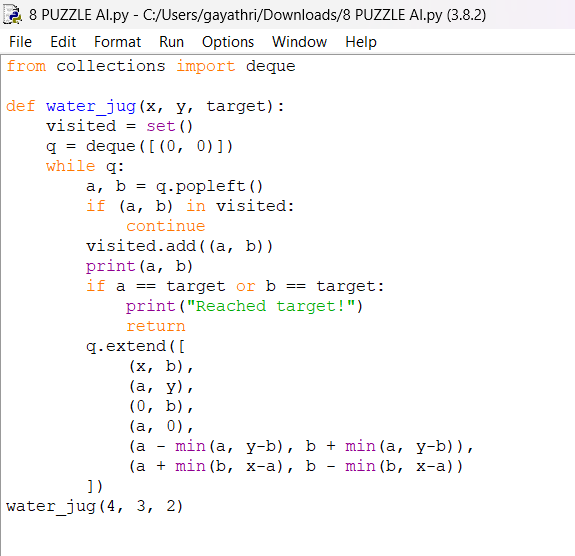 8 PUZZLE AI.py - C:/Users/gayathri/Downloads/8 PUZZLE AI.py (3.8.2)
File Edit Format Run Options Window Help
from collections import deque

def water_jug(x, y, target):
    visited = set()
    q = deque([(0, 0)])
    while q:
        a, b = q.popleft()
        if (a, b) in visited:
            continue
        visited.add((a, b))
        print(a, b)
        if a == target or b == target:
            print("Reached target!")
            return
        q.extend([
            (x, b),
            (a, y),
            (0, b),
            (a, 0),
            (a - min(a, y-b), b + min(a, y-b)),
            (a + min(b, x-a), b - min(b, x-a))
        ])
water_jug(4, 3, 2)